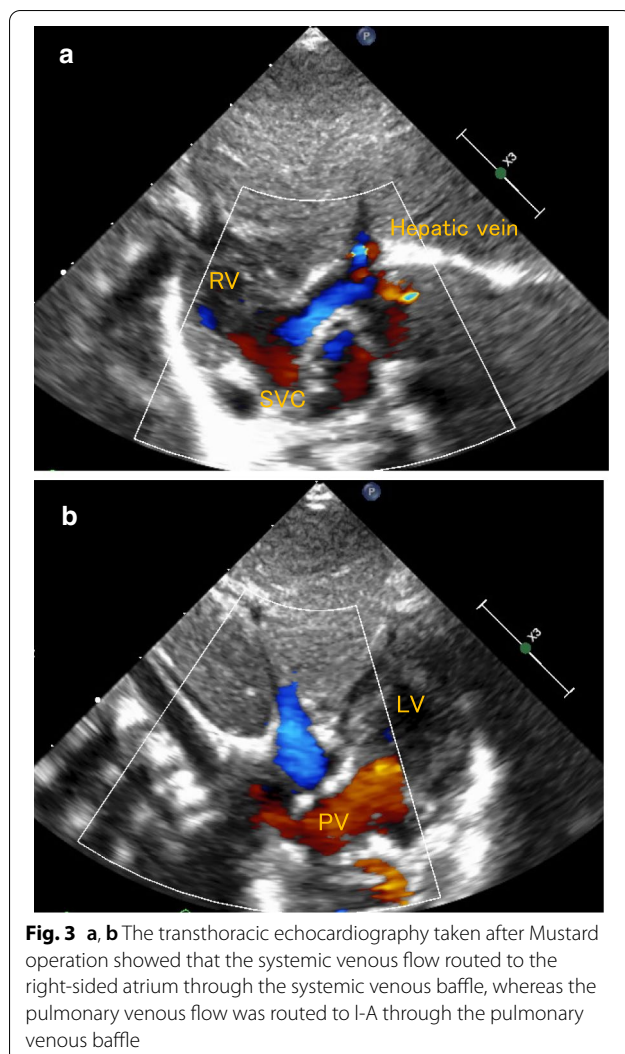 a
P
X3
Hepatic vein
RV
SVC
b
P
X3
LV
PV
Fig. 3 a, b The transthoracic echocardiography taken after Mustard
operation showed that the systemic venous flow routed to the
right-sided atrium through the systemic venous baffle, whereas the
pulmonary venous flow was routed to l-A through the pulmonary
venous baffle